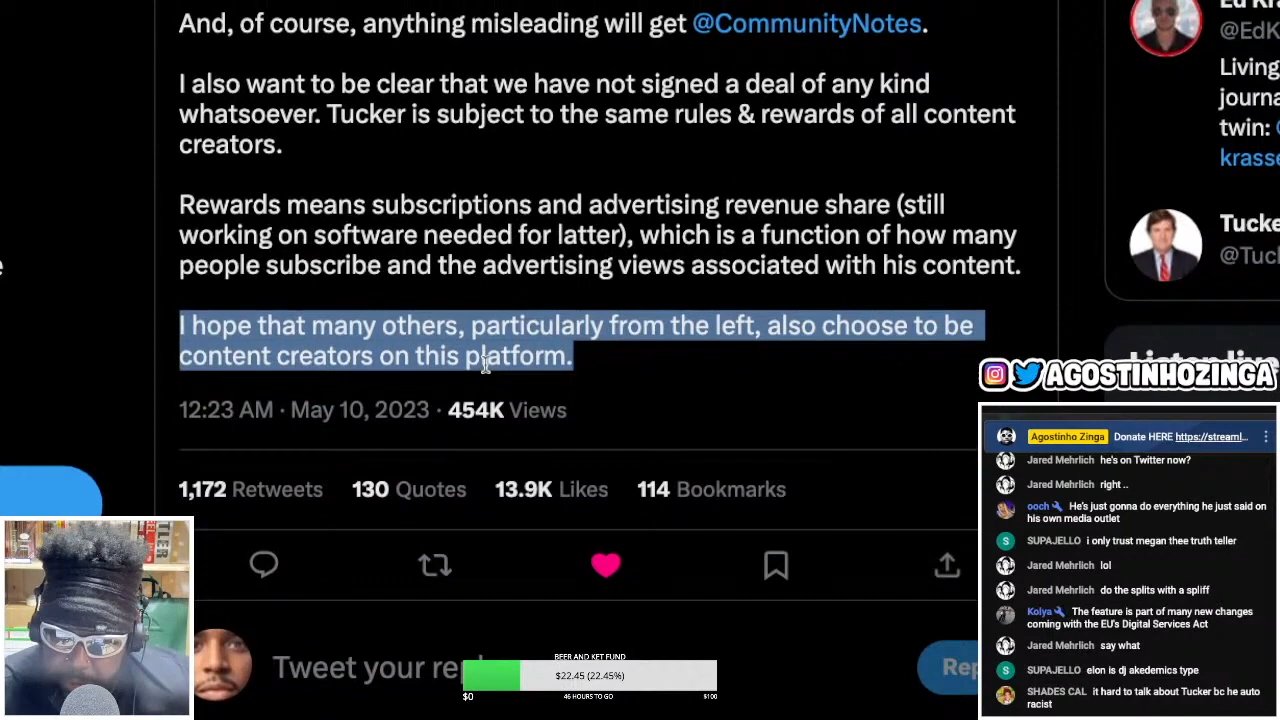 And, of course, anything misleading will get @CommunityNotes.
I also want to be clear that we have not signed a deal of any kind
whatsoever. Tucker is subject to the same rules & rewards of all content
creators.
Rewards means subscriptions and advertising revenue share (still
working on software needed for latter), which is a function of how many
people subscribe and the advertising views associated with his content.
I hope that many others, particularly from the left, also choose to be
content creators on this platform.
12:23 AM · May 10, 2023 · 454K Views
1,172 Retweets 130 Quotes 13.9K Likes 114 Bookmarks
Tweet your rep
Rep
BEER AND KET FUND
$22.45 (22.45%)
$0 46 HOURS TO GO $100
@EdK
Living
journa
twin:
krasse
Tucke
@Tuc
AGOSTINHOZINGA
Agostinho Zinga Donate HERE https://streaml...
Jared Mehrlich he's on Twitter now?
Jared Mehrlich right ..
ooch He's just gonna do everything he just said on
his own media outlet
SUPAJELLO i only trust megan thee truth teller
Jared Mehrlich lol
Jared Mehrlich do the splits with a spliff
Kolya The feature is part of many new changes
coming with the EU's Digital Services Act
Jared Mehrlich say what
SUPAJELLO elon is dj akedemics type
SHADES CAL it hard to talk about Tucker bc he auto
racist